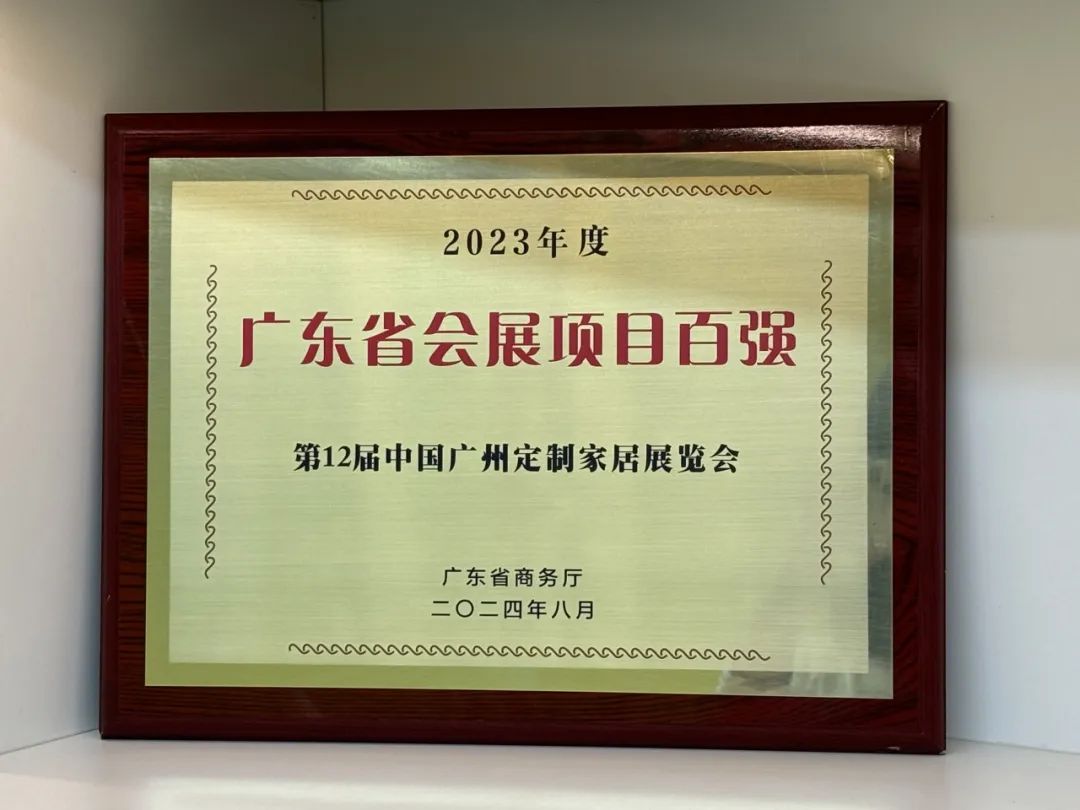 2023年度
广东省会展项目百强
第12届中国广州定制家居展览会
广东省商务厅
二〇二四年八月